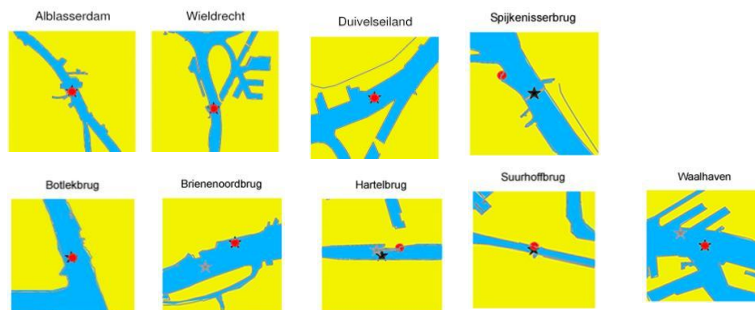 Alblasserdam
Wieldrecht
Duivelseiland
Spijkenisserbrug
Botlekbrug
Brienenoordbrug
Hartelbrug
Suurhoffbrug
Waalhaven